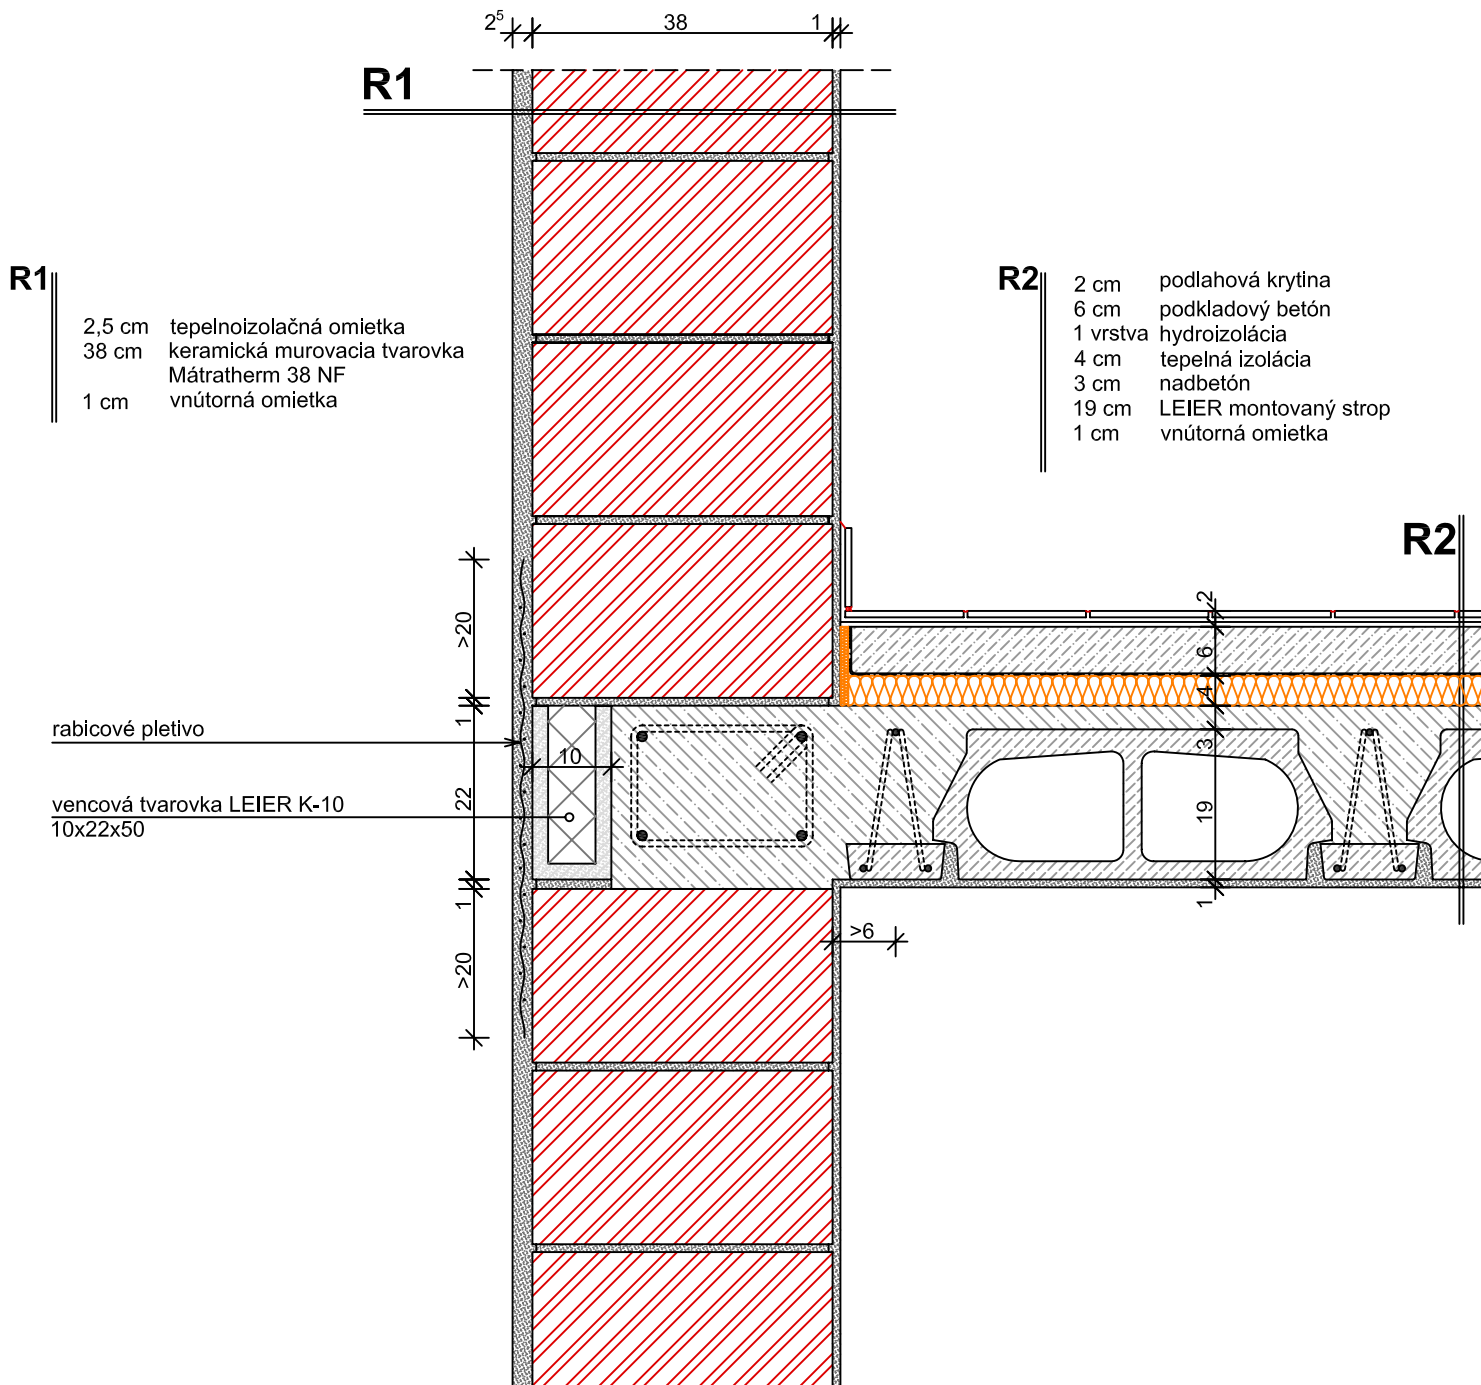 2⁵ 38 1
R1
R1
2,5 cm tepelnoizolačná omietka
38 cm keramická murovacia tvarovka
Mátratherm 38 NF
1 cm vnútorná omietka
R2
2 cm podlahová krytina
6 cm podkladový betón
1 vrstva hydroizolácia
4 cm tepelná izolácia
3 cm nadbetón
19 cm LEIER montovaný strop
1 cm vnútorná omietka
R2
>20
1
22
1
>20
rabicové pletivo
vencová tvarovka LEIER K-10
10x22x50
10
2
6
4
3
19
1
>6